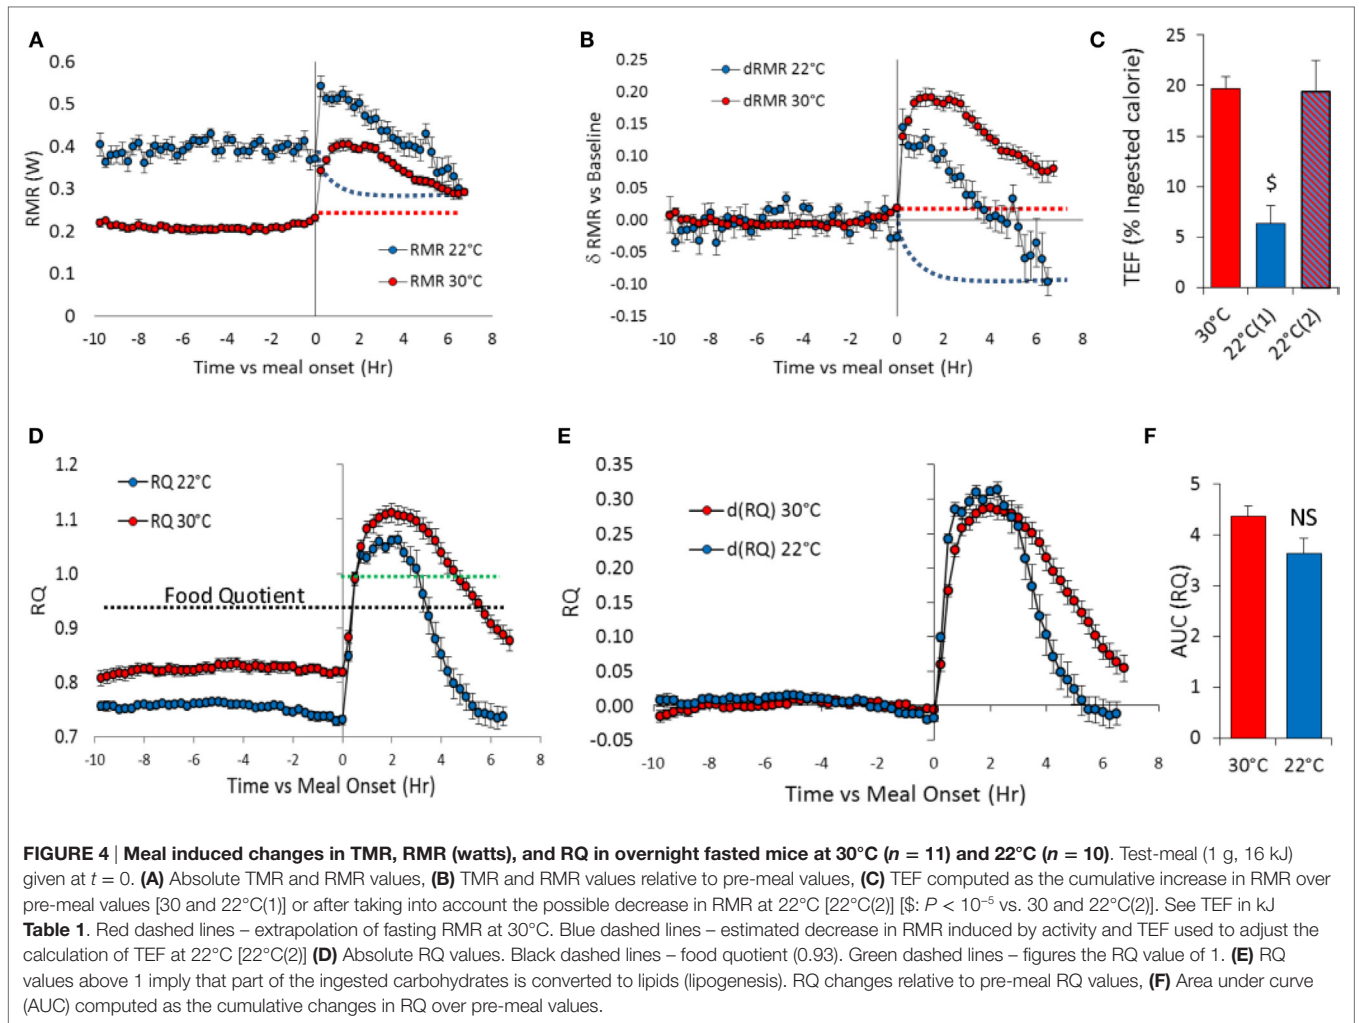 A
0.6
0.5
0.4
0.3
0.2
0.1
0
RMR (W)
RMR 22°C
RMR 30°C
-10 -8 -6 -4 -2 0 2 4 6 8
Time vs meal onset (Hr)
B
0.25
0.20
0.15
0.10
0.05
0.00
-0.05
-0.10
-0.15
δ RMR vs Baseline
dRMR 22°C
dRMR 30°C
-10 -8 -6 -4 -2 0 2 4 6 8
Time vs meal onset (Hr)
C
25
20
15
10
5
0
TEF (% Ingested calorie)
$
30°C 22°C(1) 22°C(2)
D
1.2
1.1
1.0
0.9
0.8
0.7
RQ
RQ 22°C
RQ 30°C
Food Quotient
-10 -8 -6 -4 -2 0 2 4 6 8
Time vs Meal Onset (Hr)
E
0.35
0.30
0.25
0.20
0.15
0.10
0.05
0.00
-0.05
RQ
d(RQ) 30°C
d(RQ) 22°C
-10 -8 -6 -4 -2 0 2 4 6 8
Time vs Meal Onset (Hr)
F
5
4
3
2
1
0
AUC (RQ)
NS
30°C 22°C
FIGURE 4 | Meal induced changes in TMR, RMR (watts), and RQ in overnight fasted mice at 30°C (n = 11) and 22°C (n = 10). Test-meal (1 g, 16 kJ)
given at t = 0. (A) Absolute TMR and RMR values, (B) TMR and RMR values relative to pre-meal values, (C) TEF computed as the cumulative increase in RMR over
pre-meal values [30 and 22°C(1)] or after taking into account the possible decrease in RMR at 22°C [22°C(2)] [$: P < 10⁻⁵ vs. 30 and 22°C(2)]. See TEF in kJ
Table 1. Red dashed lines – extrapolation of fasting RMR at 30°C. Blue dashed lines – estimated decrease in RMR induced by activity and TEF used to adjust the
calculation of TEF at 22°C [22°C(2)] (D) Absolute RQ values. Black dashed lines – food quotient (0.93). Green dashed lines – figures the RQ value of 1. (E) RQ
values above 1 imply that part of the ingested carbohydrates is converted to lipids (lipogenesis). RQ changes relative to pre-meal RQ values, (F) Area under curve
(AUC) computed as the cumulative changes in RQ over pre-meal values.